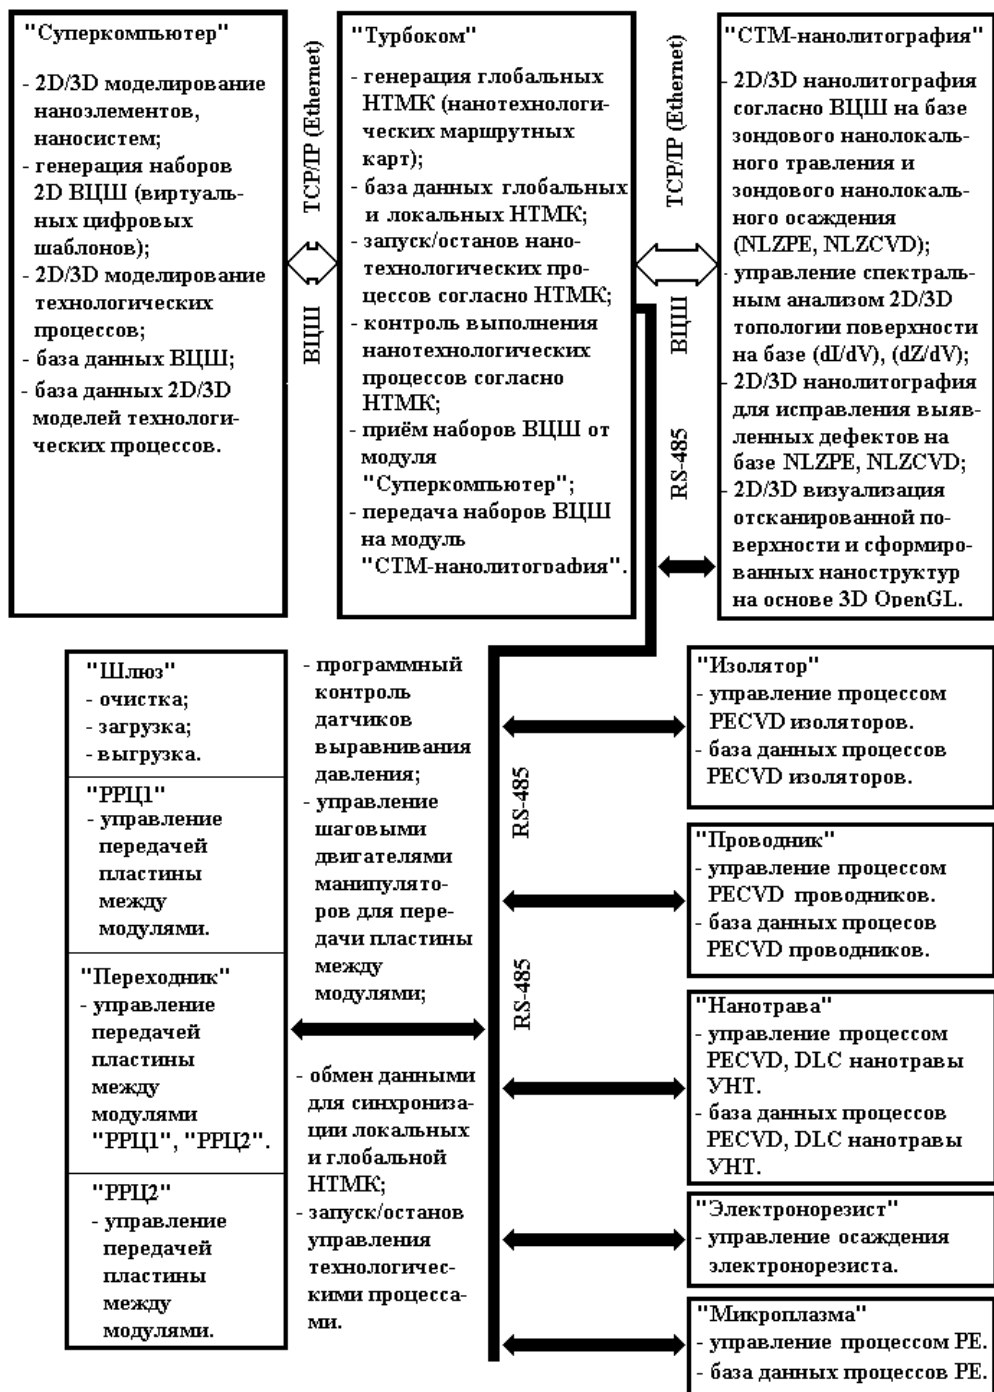 "Суперкомпьютер"
- 2D/3D моделирование
наноэлементов,
наносистем;
- генерация наборов
2D ВЦШ (виртуаль-
ных цифровых
шаблонов);
- 2D/3D моделирование
технологических
процессов;
- база данных ВЦШ;
- база данных 2D/3D
моделей технологи-
ческих процессов.
TCP/IP (Ethernet)
ВЦШ
"Турбоком"
- генерация глобальных
НТМК (нанотехнологи-
ческих маршрутных
карт);
- база данных глобальных
и локальных НТМК;
- запуск/останов нано-
технологических про-
цессов согласно НТМК;
- контроль выполнения
нанотехнологических
процессов согласно
НТМК;
- приём наборов ВЦШ от
модуля
"Суперкомпьютер";
- передача наборов ВЦШ
на модуль
"СТМ-нанолитография".
TCP/IP (Ethernet)
ВЦШ
RS-485
"СТМ-нанолитография"
- 2D/3D нанолитография
согласно ВЦШ на базе
зондового нанолокаль-
ного травления и
зондового нанолокаль-
ного осаждения
(NLZPE, NLZCVD);
- управление спектраль-
ным анализом 2D/3D
топологии поверхности
на базе (dI/dV), (dZ/dV);
- 2D/3D нанолитография
для исправления выяв-
ленных дефектов на
базе NLZPE, NLZCVD;
- 2D/3D визуализация
отсканированной по-
верхности и сформиро-
ванных наноструктур
на основе 3D OpenGL.
"Шлюз"
- очистка;
- загрузка;
- выгрузка.
"РРЦ1"
- управление
передачей
пластины
между
модулями.
"Переходник"
- управление
передачей
пластины
между
модулями
"РРЦ1", "РРЦ2".
"РРЦ2"
- управление
передачей
пластины
между
модулями.
- программный
контроль
датчиков
выравнивания
давления;
- управление
шаговыми
двигателями
манипулято-
ров для пере-
дачи пластины
между
модулями;
- обмен данными
для синхрониза-
ции локальных
и глобальной
НТМК;
- запуск/останов
управления
технологичес-
кими процесса-
ми.
RS-485
RS-485
"Изолятор"
- управление процессом
PECVD изоляторов.
- база данных процессов
PECVD изоляторов.
"Проводник"
- управление процессом
PECVD проводников.
- база данных процесов
PECVD проводников.
"Нанотрава"
- управление процессом
PECVD, DLC нанотравы
УНТ.
- база данных процессов
PECVD, DLC нанотравы
УНТ.
"Электронорезист"
- управление осаждения
электронорезиста.
"Микроплазма"
- управление процессом PE.
- база данных процессов PE.